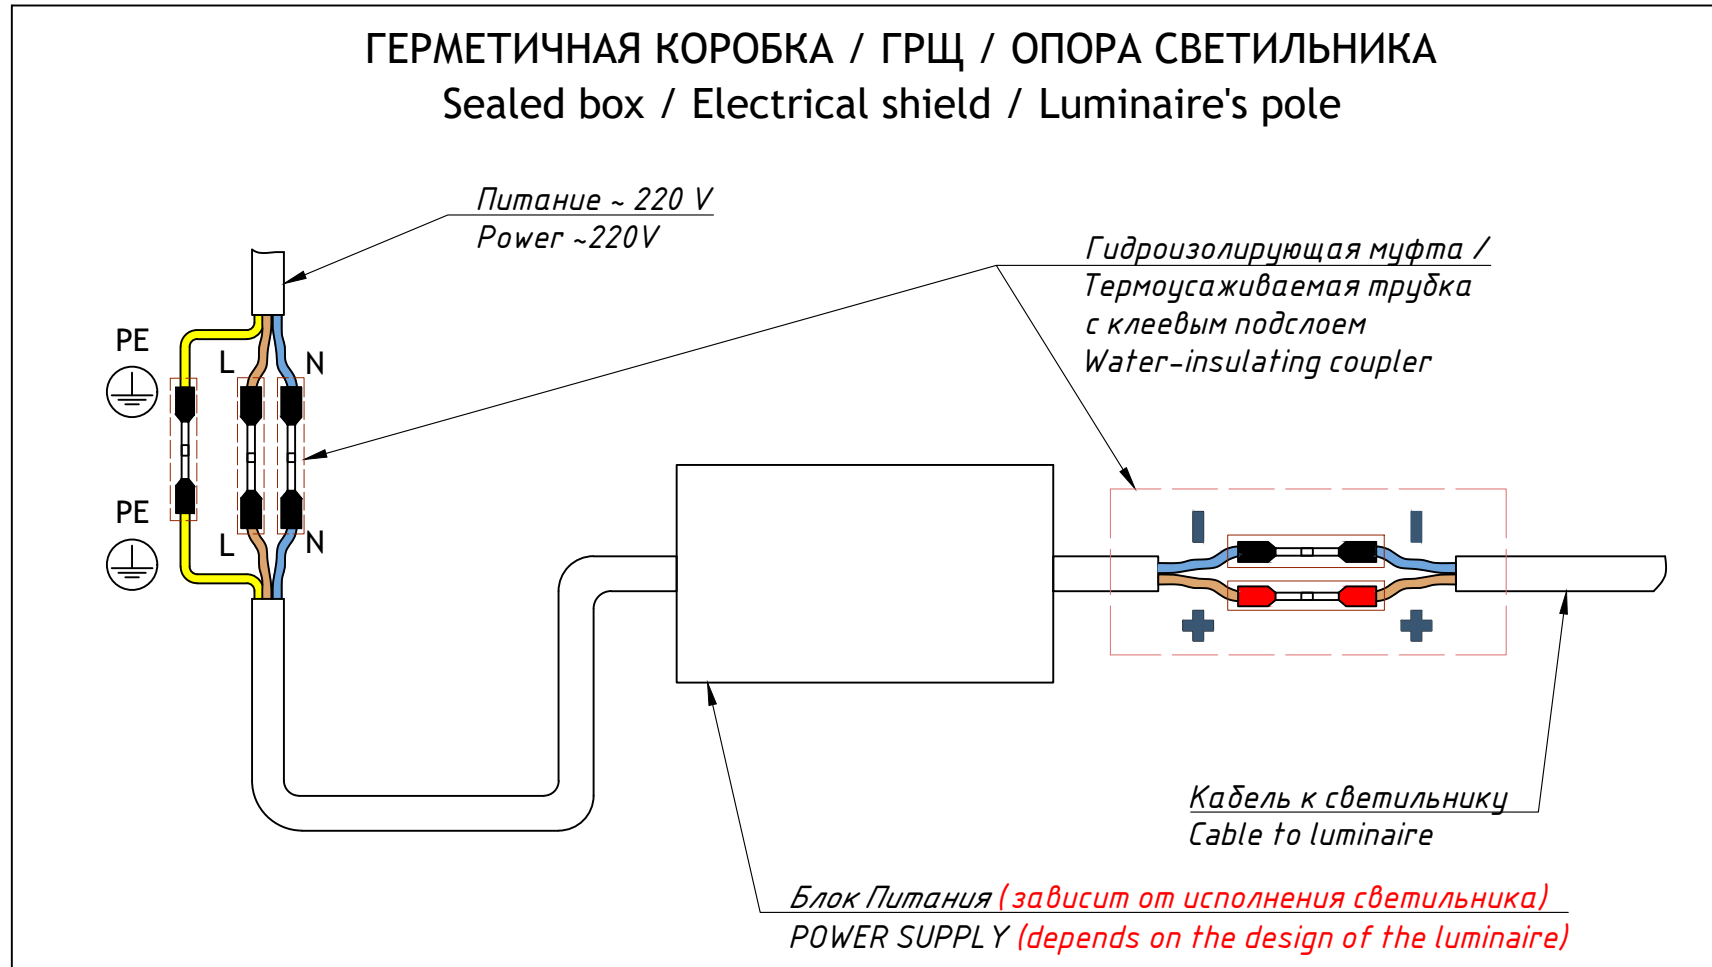 ГЕРМЕТИЧНАЯ КОРОБКА / ГРЩ / ОПОРА СВЕТИЛЬНИКА
Sealed box / Electrical shield / Luminaire's pole
Питание ~ 220 V
Power ~220V
Гидроизолирующая муфта /
Термоусаживаемая трубка
с клеевым подслоем
Water-insulating coupler
PE
L
N
PE
L
N
Кабель к светильнику
Cable to luminaire
Блок Питания (зависит от исполнения светильника)
POWER SUPPLY (depends on the design of the luminaire)